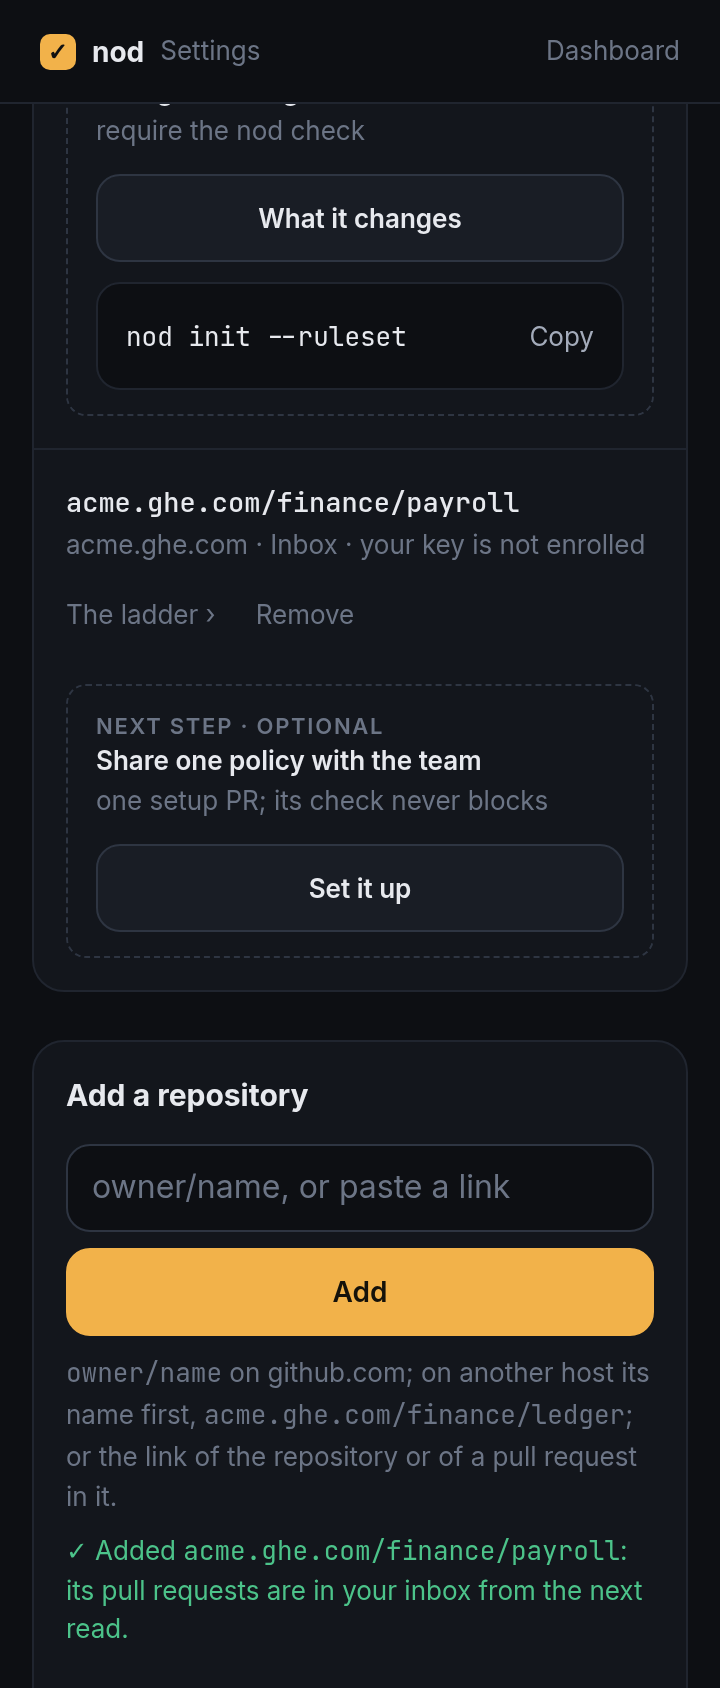 ✓ nod Settings Dashboard
require the nod check
What it changes
nod init --ruleset Copy
acme.ghe.com/finance/payroll
acme.ghe.com · Inbox · your key is not enrolled
The ladder › Remove
NEXT STEP · OPTIONAL
Share one policy with the team
one setup PR; its check never blocks
Set it up
Add a repository
owner/name, or paste a link
Add
owner/name on github.com; on another host its
name first, acme.ghe.com/finance/ledger;
or the link of the repository or of a pull request
in it.
✓ Added acme.ghe.com/finance/payroll:
its pull requests are in your inbox from the next
read.